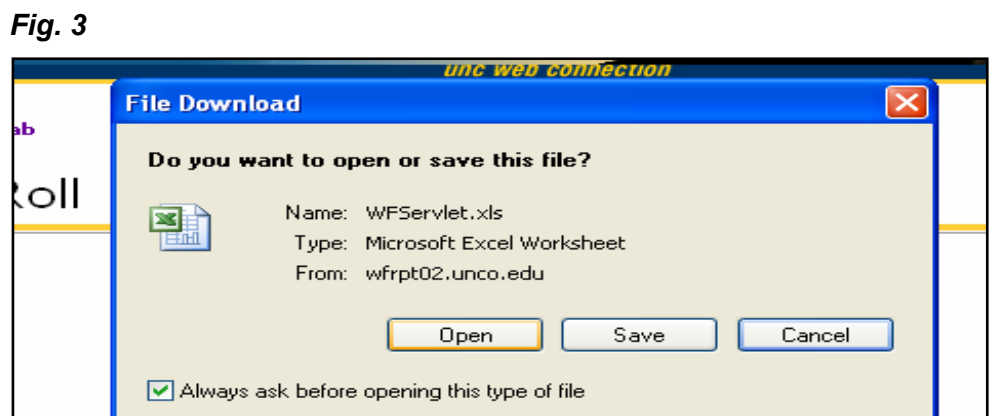 Fig. 3
unc web connection
File Download
ab
Do you want to open or save this file?
Roll
Name: WFServlet.xls
Type: Microsoft Excel Worksheet
From: wfrpt02.unco.edu
Open Save Cancel
Always ask before opening this type of file